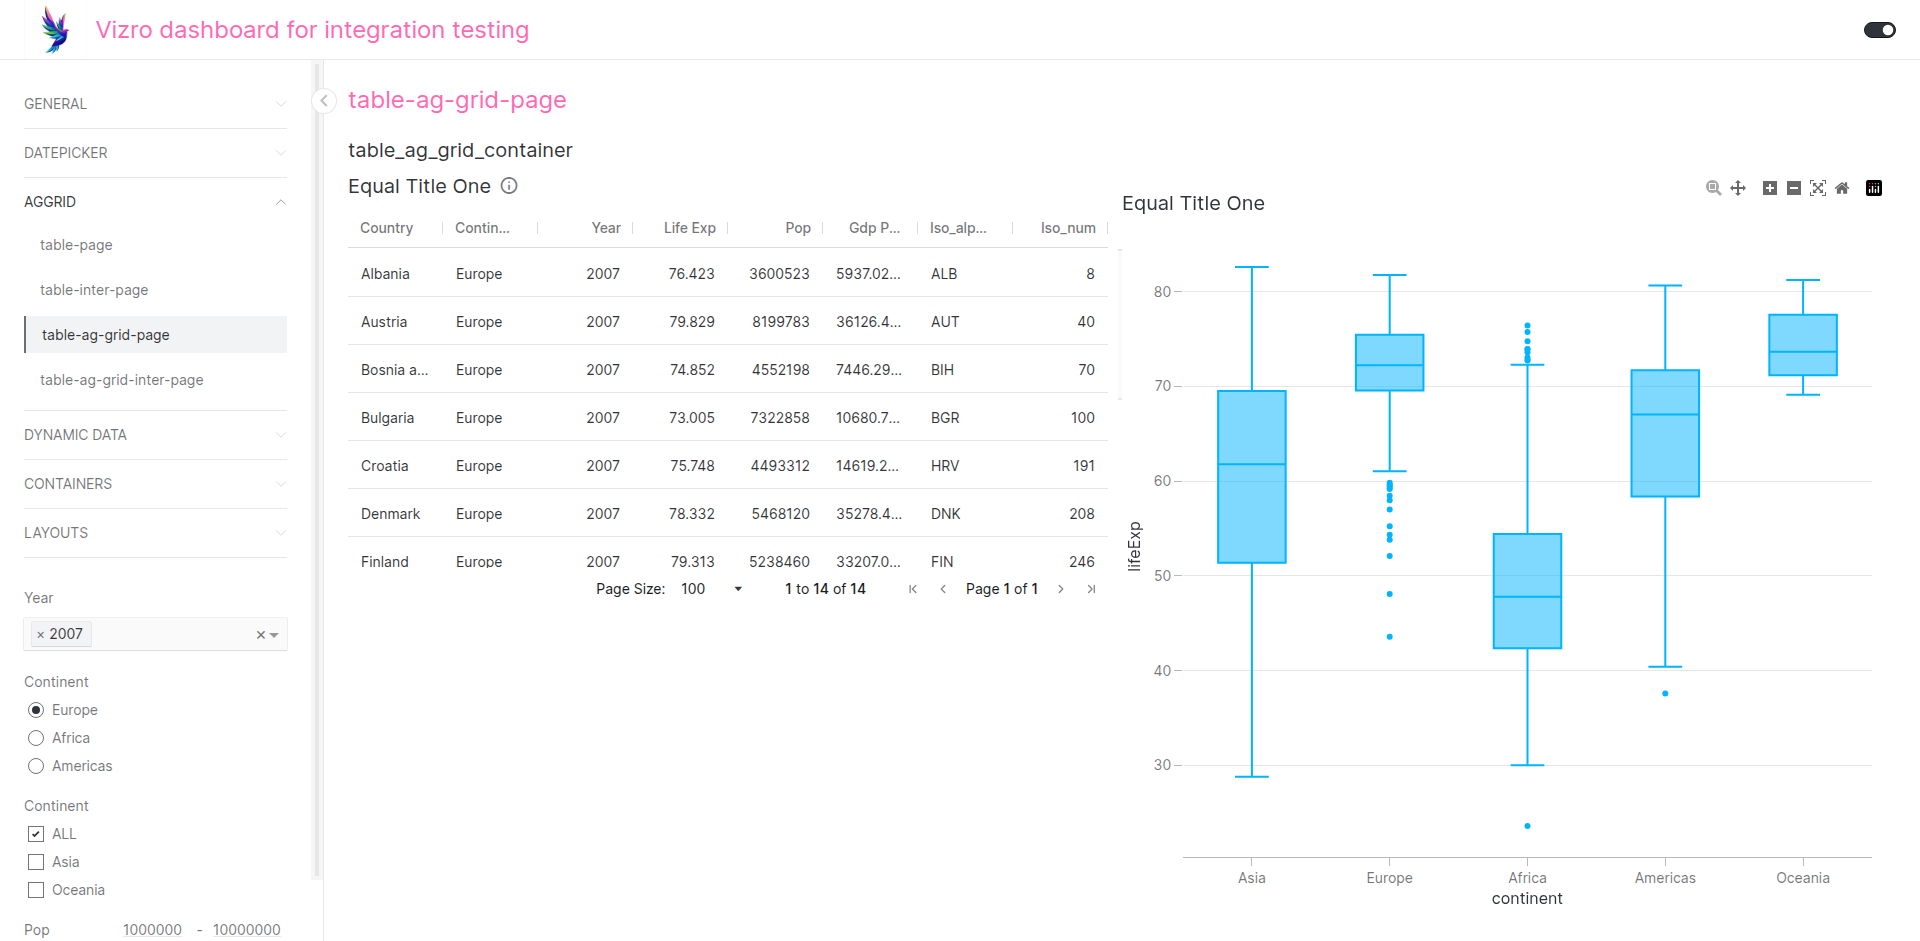 Vizro dashboard for integration testing
GENERAL
DATEPICKER
AGGRID
table-page
table-inter-page
table-ag-grid-page
table-ag-grid-inter-page
DYNAMIC DATA
CONTAINERS
LAYOUTS
Year
× 2007 ×
Continent
Europe
Africa
Americas
Continent
ALL
Asia
Oceania
Pop 1000000 - 10000000
table-ag-grid-page
table_ag_grid_container
Equal Title One
Country Contin... Year Life Exp Pop Gdp P... Iso_alp... Iso_num
Albania Europe 2007 76.423 3600523 5937.02... ALB 8
Austria Europe 2007 79.829 8199783 36126.4... AUT 40
Bosnia a... Europe 2007 74.852 4552198 7446.29... BIH 70
Bulgaria Europe 2007 73.005 7322858 10680.7... BGR 100
Croatia Europe 2007 75.748 4493312 14619.2... HRV 191
Denmark Europe 2007 78.332 5468120 35278.4... DNK 208
Finland Europe 2007 79.313 5238460 33207.0... FIN 246
Page Size: 100 1 to 14 of 14 Page 1 of 1
Equal Title One
80
70
60
50
40
30
lifeExp
Asia Europe Africa Americas Oceania
continent